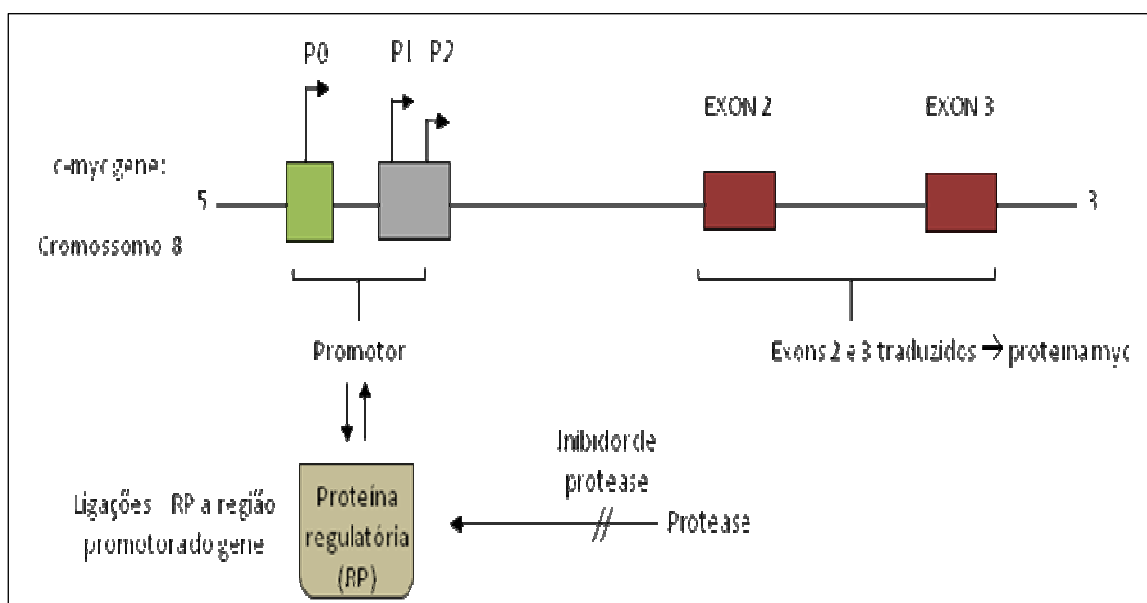 P0
P1 P2
EXON 2
EXON 3
c-myc gene:
5
3
Cromossomo 8
Promotor
Exons 2 e 3 traduzidos → proteína myc
Inibidor de
protease
Ligações RP a região
promotora do gene
Proteína
regulatória
(RP)
Protease